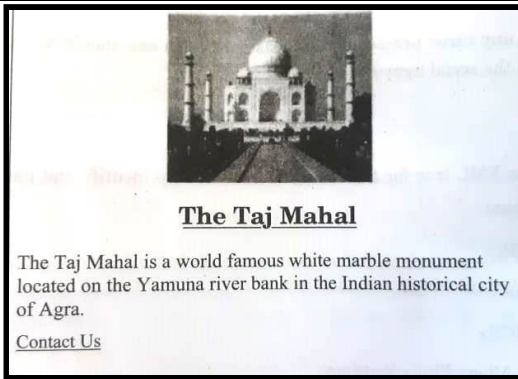 The Taj Mahal
The Taj Mahal is a world famous white marble monument
located on the Yamuna river bank in the Indian historical city
of Agra.
Contact Us